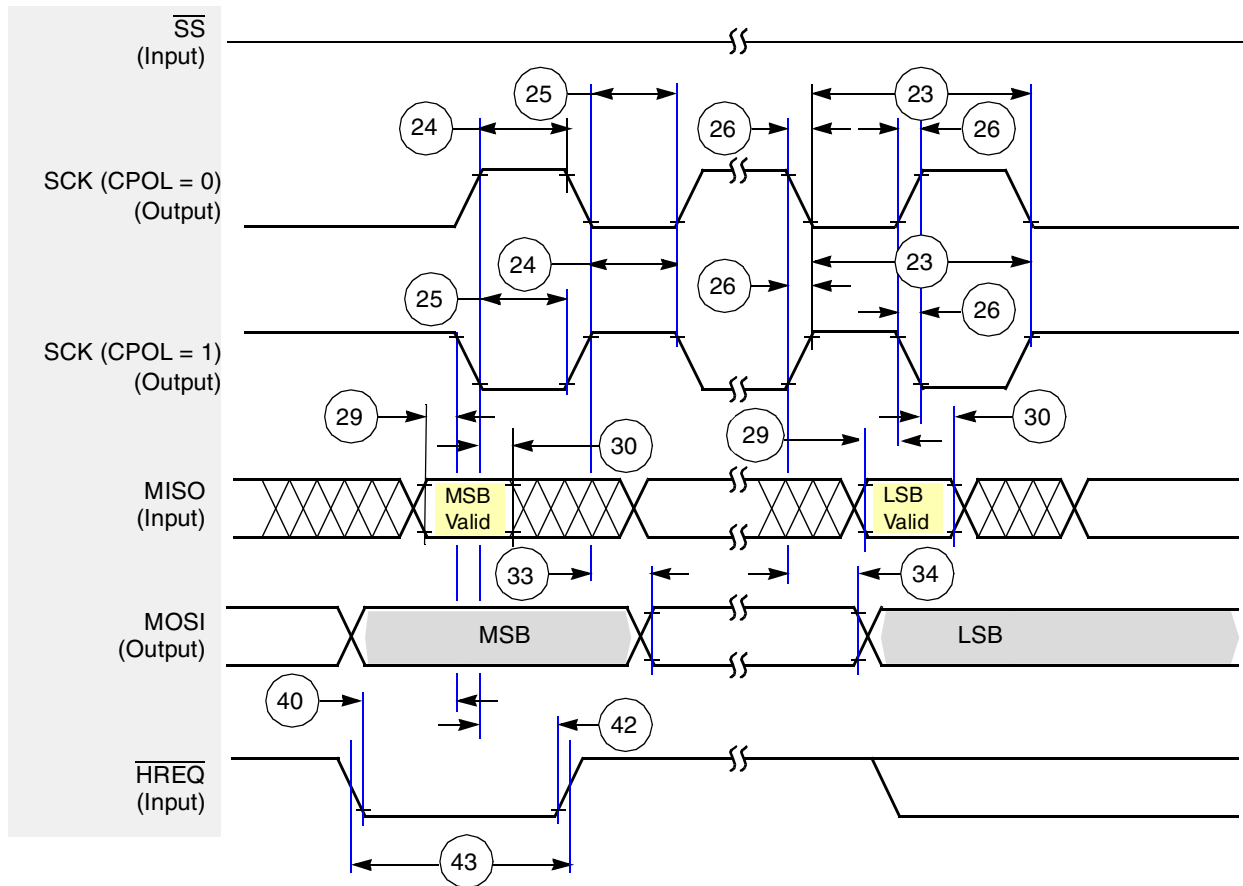 SS
(Input)
25
23
24
26
26
SCK (CPOL = 0)
(Output)
24
23
25
26
26
SCK (CPOL = 1)
(Output)
29
30
29
30
MISO
(Input)
MSB
Valid
LSB
Valid
33
34
MOSI
(Output)
MSB
LSB
40
42
HREQ
(Input)
43